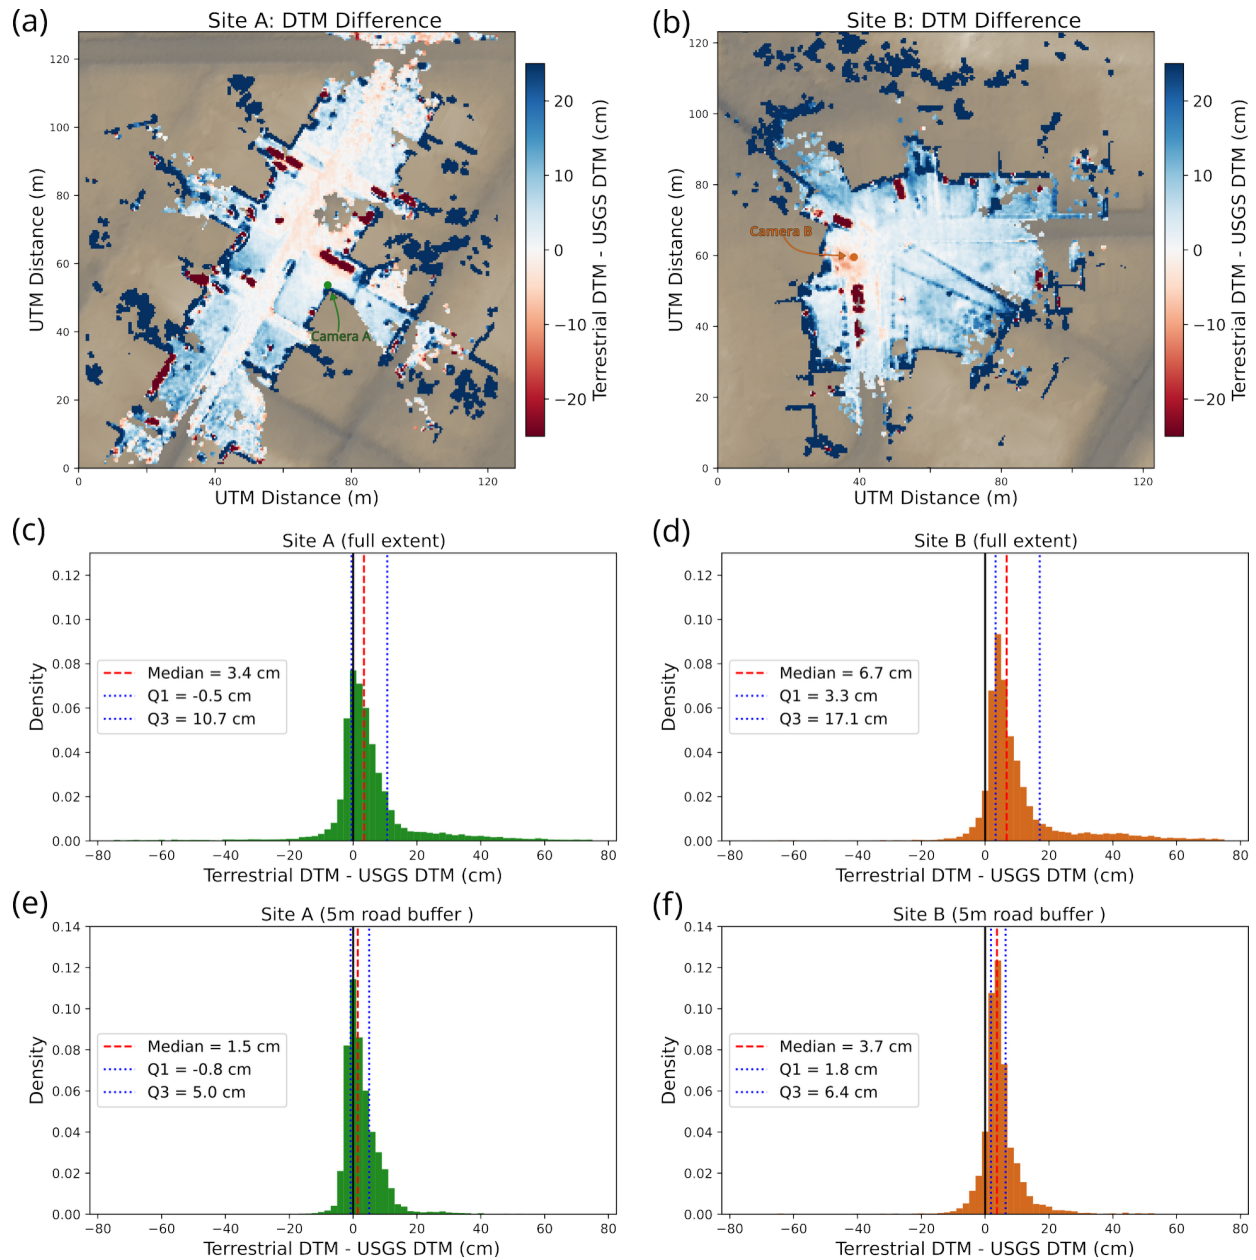 (a)
Site A: DTM Difference
120
100
80
60
40
20
0
UTM Distance (m)
Camera A
0
40
80
120
UTM Distance (m)
20
10
0
−10
−20
Terrestrial DTM - USGS DTM (cm)
(b)
Site B: DTM Difference
120
100
80
60
40
20
0
UTM Distance (m)
Camera B
0
40
80
120
UTM Distance (m)
20
10
0
−10
−20
Terrestrial DTM - USGS DTM (cm)
(c)
Site A (full extent)
0.12
0.10
0.08
0.06
0.04
0.02
0.00
Density
Median = 3.4 cm
Q1 = -0.5 cm
Q3 = 10.7 cm
−80 −60 −40 −20 0 20 40 60 80
Terrestrial DTM - USGS DTM (cm)
(d)
Site B (full extent)
0.12
0.10
0.08
0.06
0.04
0.02
0.00
Density
Median = 6.7 cm
Q1 = 3.3 cm
Q3 = 17.1 cm
−80 −60 −40 −20 0 20 40 60 80
Terrestrial DTM - USGS DTM (cm)
(e)
Site A (5m road buffer )
0.14
0.12
0.10
0.08
0.06
0.04
0.02
0.00
Density
Median = 1.5 cm
Q1 = -0.8 cm
Q3 = 5.0 cm
−80 −60 −40 −20 0 20 40 60 80
Terrestrial DTM - USGS DTM (cm)
(f)
Site B (5m road buffer )
0.14
0.12
0.10
0.08
0.06
0.04
0.02
0.00
Density
Median = 3.7 cm
Q1 = 1.8 cm
Q3 = 6.4 cm
−80 −60 −40 −20 0 20 40 60 80
Terrestrial DTM - USGS DTM (cm)